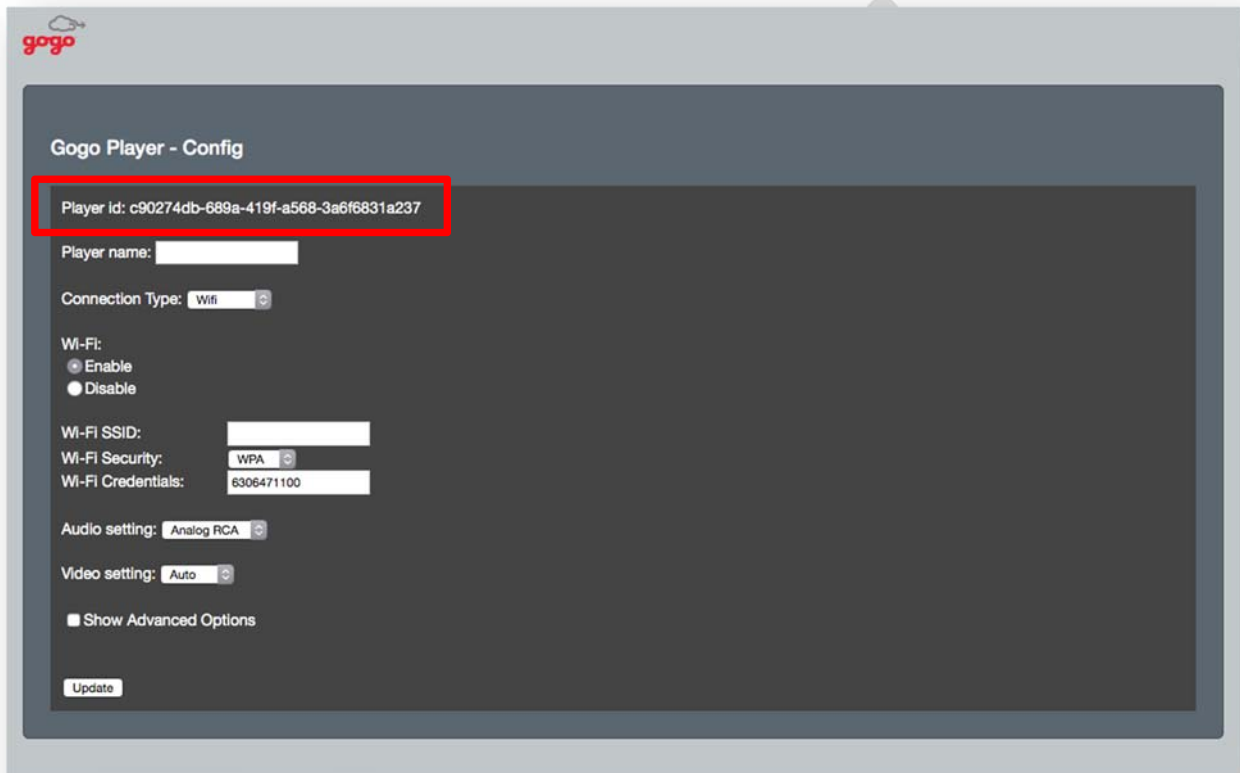 gogo
Gogo Player - Config
Player id: c90274db-689a-419f-a568-3a6f6831a237
Player name:
Connection Type: Wifi
Wi-Fi:
Enable
Disable
Wi-Fi SSID:
Wi-Fi Security: WPA
Wi-Fi Credentials: 6306471100
Audio setting: Analog RCA
Video setting: Auto
Show Advanced Options
Update